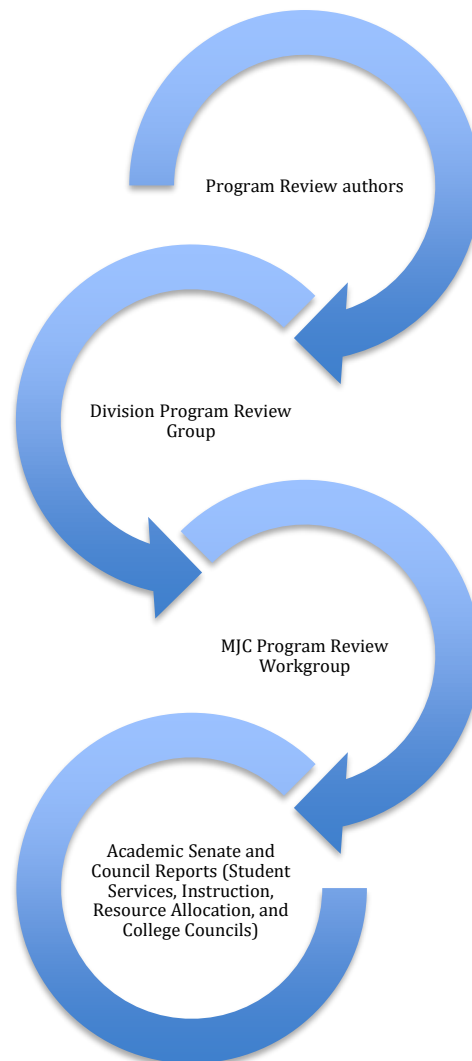 Program Review authors
Division Program Review
Group
MJC Program Review
Workgroup
Academic Senate and
Council Reports (Student
Services, Instruction,
Resource Allocation, and
College Councils)